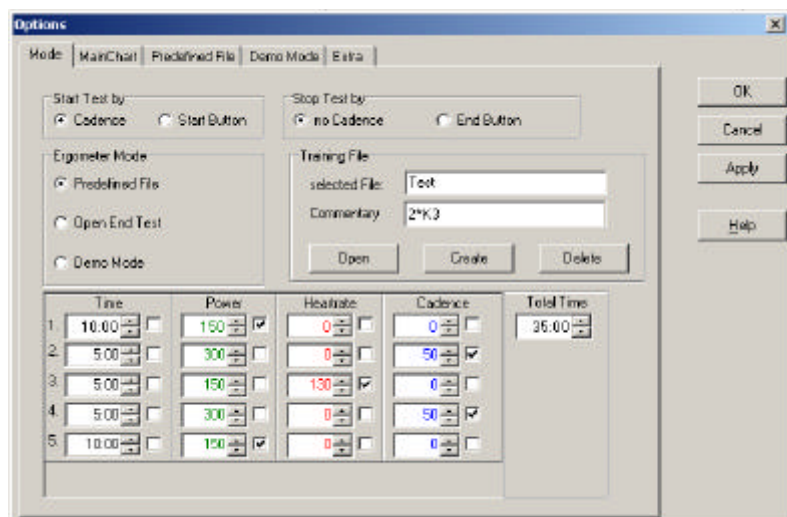 Options
Mode MainChart Predefined File Demo Mode Extra
Start Test by
Cadence Start Button
Stop Test by
no Cadence End Button
OK
Cancel
Apply
Help
Ergometer Mode
Predefined File
Open End Test
Demo Mode
Training File
selected File: Test
Commentary 2*K3
Open Create Delete
Time Power Heartrate Cadence Total Time
1. 10:00 150 0 0 35:00
2. 5:00 300 0 50
3. 5:00 150 130 0
4. 5:00 300 0 50
5. 10:00 150 0 0